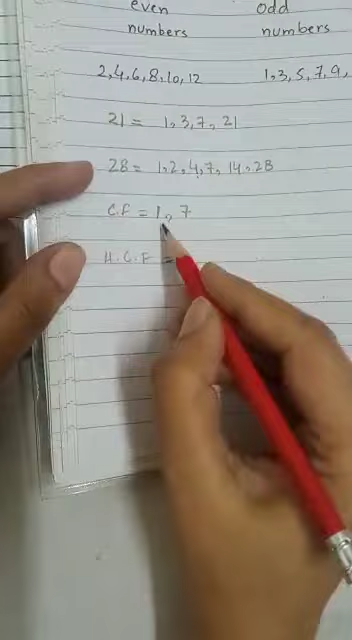 even odd
numbers numbers
2,4,6,8,10,12 1,3,5,7,9,
21 = 1,3,7,21
28 = 1,2,4,7,14,28
C.F = 1,7
H.C.F =